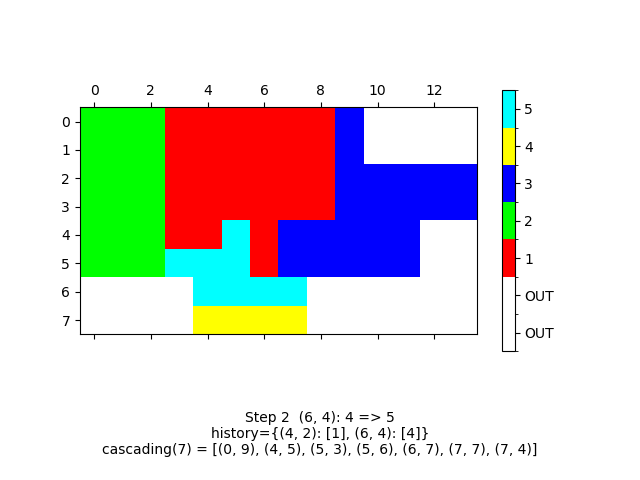 0 2 4 6 8 10 12
0
1
2
3
4
5
6
7
5
4
3
2
1
OUT
OUT
Step 2  (6, 4): 4 => 5
history={(4, 2): [1], (6, 4): [4]}
cascading(7) = [(0, 9), (4, 5), (5, 3), (5, 6), (6, 7), (7, 7), (7, 4)]